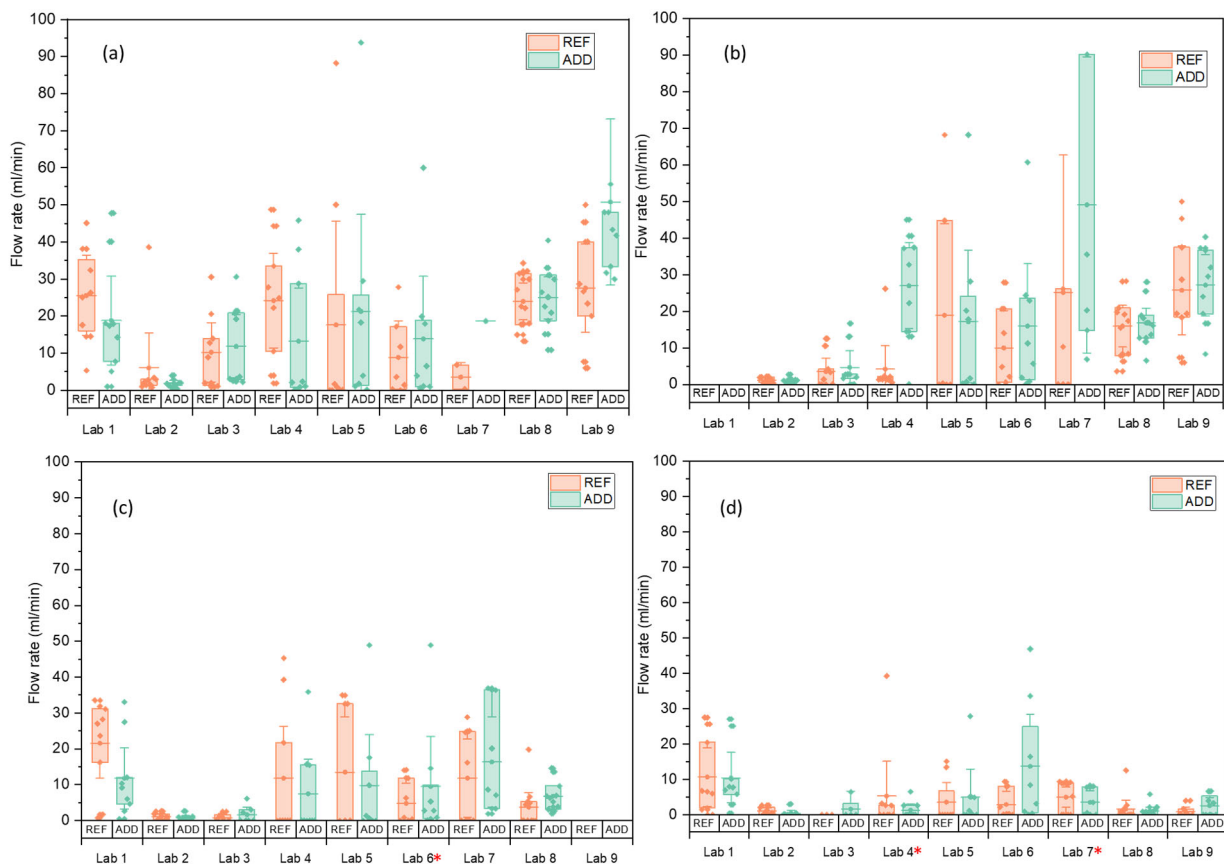 (a)
REF
ADD
Flow rate (ml/min)
100
90
80
70
60
50
40
30
20
10
0
REF ADD REF ADD REF ADD REF ADD REF ADD REF ADD REF ADD REF ADD REF ADD
Lab 1 Lab 2 Lab 3 Lab 4 Lab 5 Lab 6 Lab 7 Lab 8 Lab 9
(b)
REF
ADD
Flow rate (ml/min)
100
90
80
70
60
50
40
30
20
10
0
REF ADD REF ADD REF ADD REF ADD REF ADD REF ADD REF ADD REF ADD REF ADD
Lab 1 Lab 2 Lab 3 Lab 4 Lab 5 Lab 6 Lab 7 Lab 8 Lab 9
(c)
REF
ADD
Flow rate (ml/min)
100
90
80
70
60
50
40
30
20
10
0
REF ADD REF ADD REF ADD REF ADD REF ADD REF ADD REF ADD REF ADD REF ADD
Lab 1 Lab 2 Lab 3 Lab 4 Lab 5 Lab 6* Lab 7 Lab 8 Lab 9
(d)
REF
ADD
Flow rate (ml/min)
100
90
80
70
60
50
40
30
20
10
0
REF ADD REF ADD REF ADD REF ADD REF ADD REF ADD REF ADD REF ADD REF ADD
Lab 1 Lab 2 Lab 3 Lab 4* Lab 5 Lab 6 Lab 7* Lab 8 Lab 9